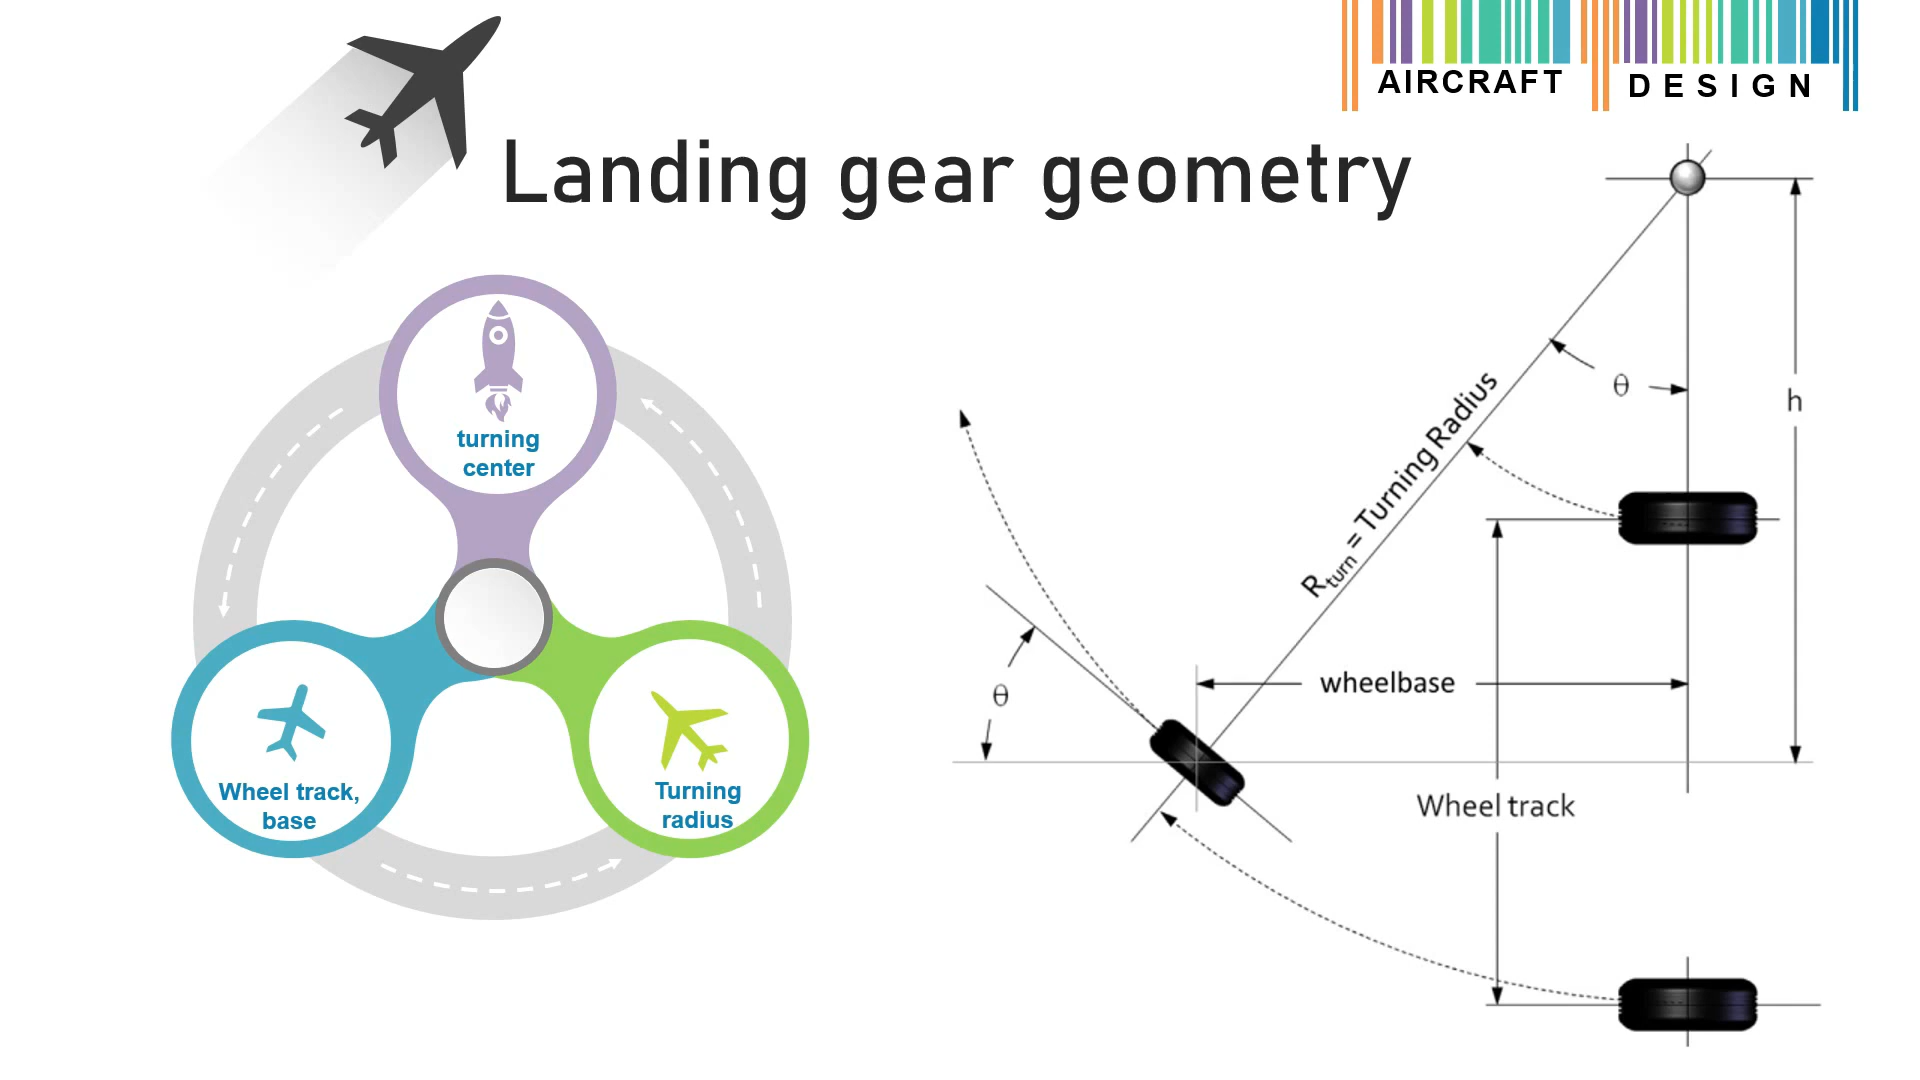 AIRCRAFT
DESIGN
Landing gear geometry
turning
center
Wheel track,
base
Turning
radius
Rturn = Turning Radius
θ
h
θ
wheelbase
Wheel track